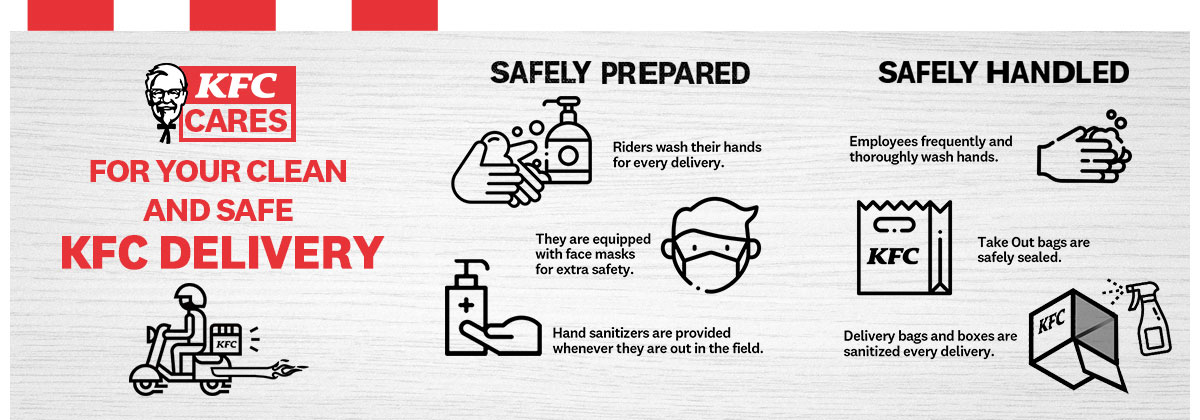 KFC
CARES
FOR YOUR CLEAN
AND SAFE
KFC DELIVERY
KFC
SAFELY PREPARED
Riders wash their hands
for every delivery.
They are equipped
with face masks
for extra safety.
Hand sanitizers are provided
whenever they are out in the field.
SAFELY HANDLED
Employees frequently and
thoroughly wash hands.
KFC
Take Out bags are
safely sealed.
KFC
Delivery bags and boxes are
sanitized every delivery.